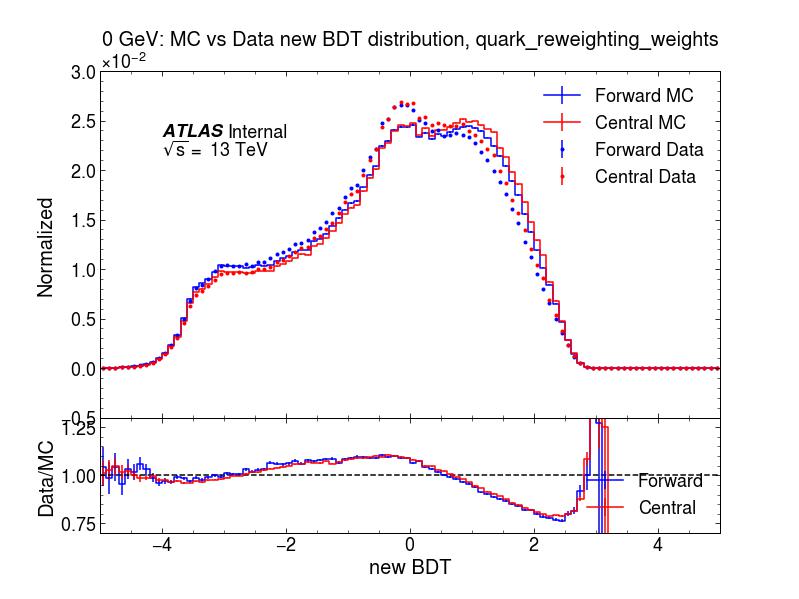 0 GeV: MC vs Data new BDT distribution, quark_reweighting_weights
×10⁻²
3.0
2.5
2.0
1.5
1.0
0.5
0.0
Normalized
ATLAS Internal
√s = 13 TeV
Forward MC
Central MC
Forward Data
Central Data
1.25
1.00
0.75
Data/MC
Forward
Central
−4 −2 0 2 4
new BDT